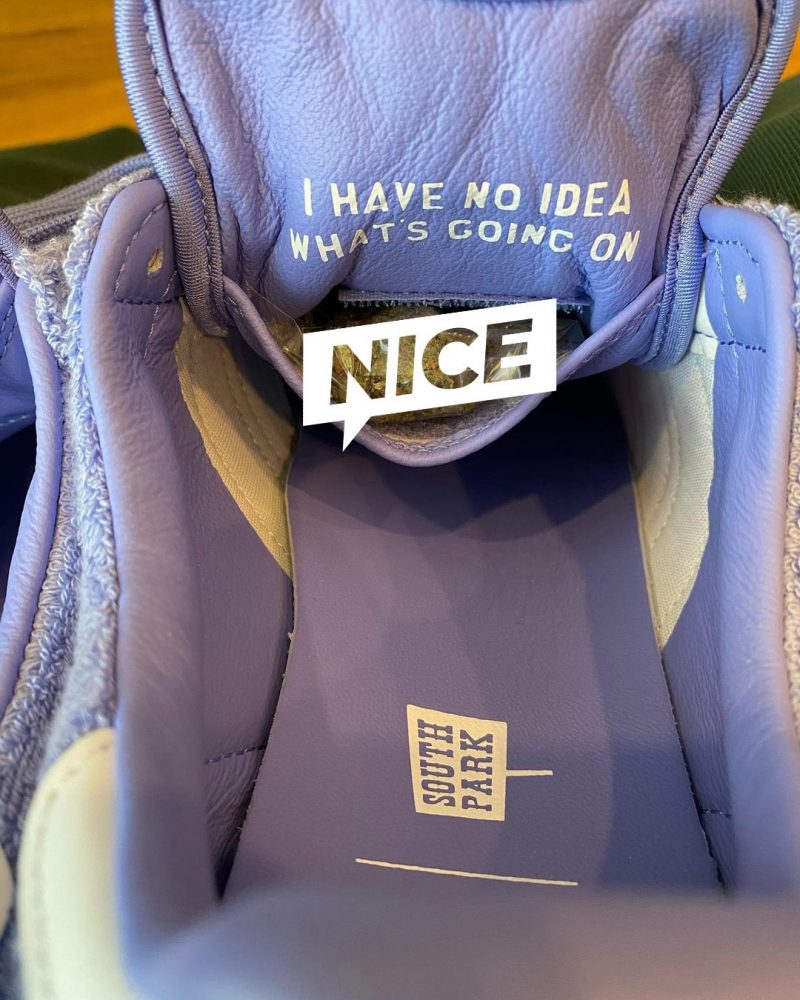 I HAVE NO IDEA
WHAT'S GOING ON
NICE
SOUTH
PARK